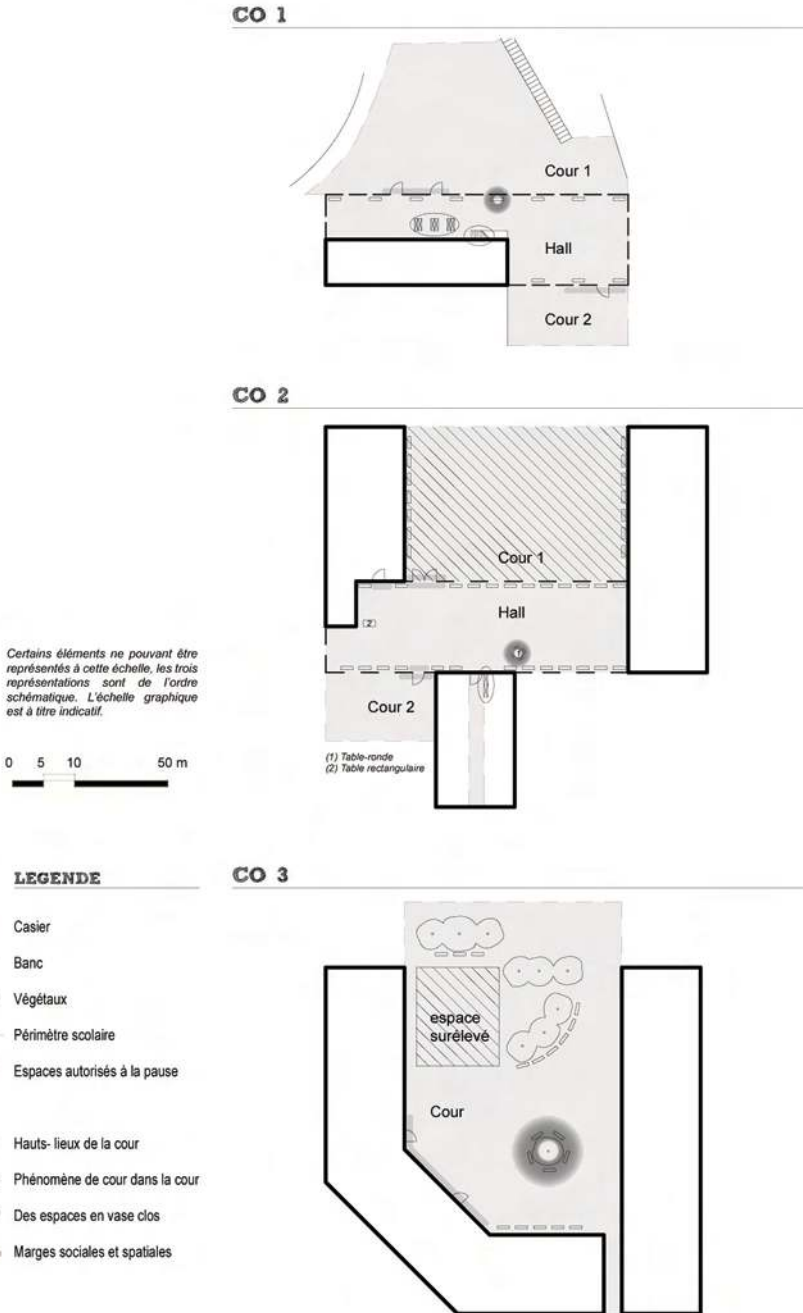 CO 1
Cour 1
Hall
Cour 2
CO 2
Cour 1
Hall
2
1
Cour 2
(1) Table-ronde
(2) Table rectangulaire
Certains éléments ne pouvant être
représentés à cette échelle, les trois
représentations sont de l'ordre
schématique. L'échelle graphique
est à titre indicatif.
0 5 10 50 m
LEGENDE
Casier
Banc
Végétaux
Périmètre scolaire
Espaces autorisés à la pause
Hauts- lieux de la cour
Phénomène de cour dans la cour
Des espaces en vase clos
Marges sociales et spatiales
CO 3
espace
surèlevé
Cour